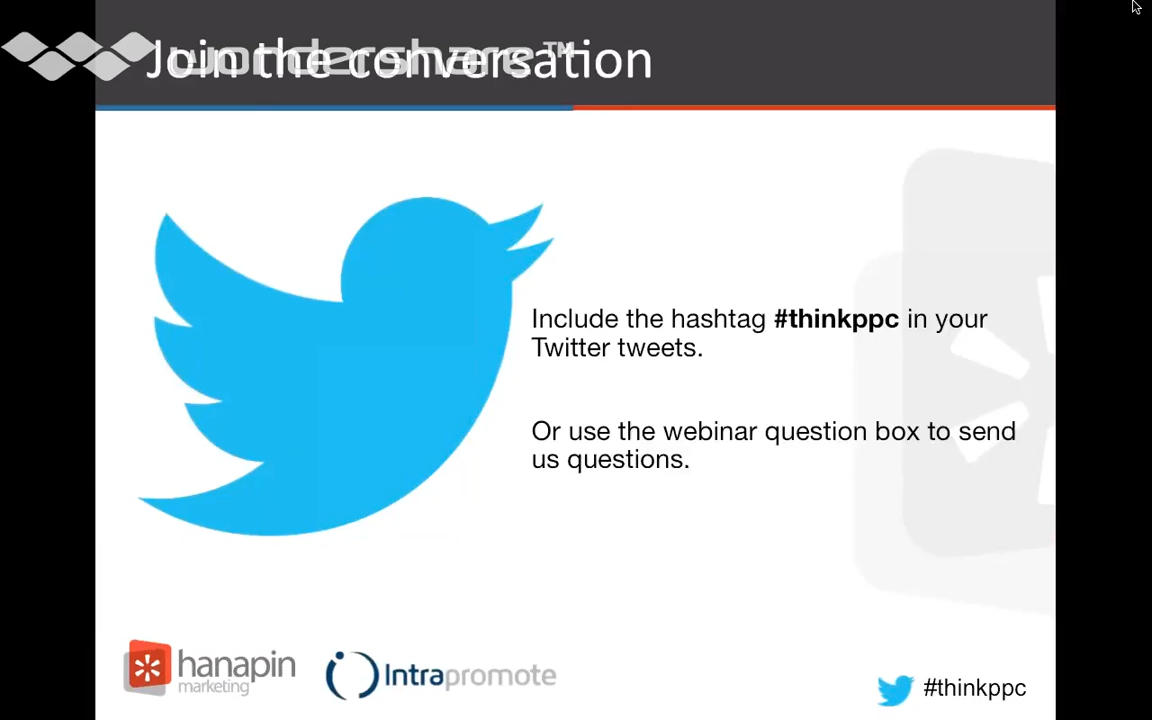 Join the conversation
wondershare™
Include the hashtag #thinkppc in your
Twitter tweets.
Or use the webinar question box to send
us questions.
hanapin
marketing
Intrapromote
#thinkppc